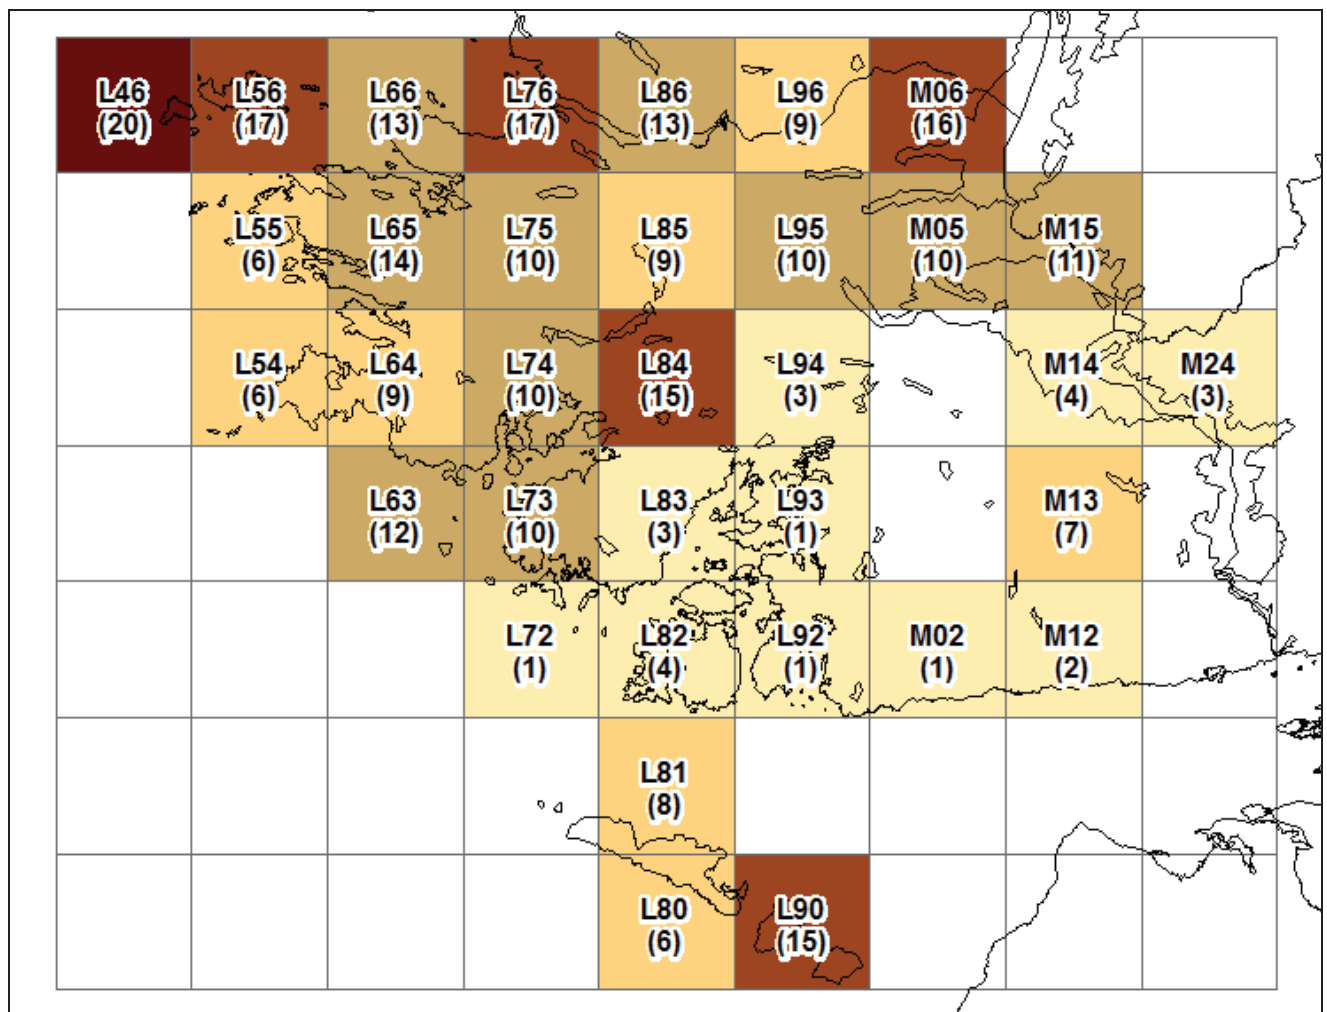 L46
(20)
L56
(17)
L66
(13)
L76
(17)
L86
(13)
L96
(9)
M06
(16)
L55
(6)
L65
(14)
L75
(10)
L85
(9)
L95
(10)
M05
(10)
M15
(11)
L54
(6)
L64
(9)
L74
(10)
L84
(15)
L94
(3)
M14
(4)
M24
(3)
L63
(12)
L73
(10)
L83
(3)
L93
(1)
M13
(7)
L72
(1)
L82
(4)
L92
(1)
M02
(1)
M12
(2)
L81
(8)
L80
(6)
L90
(15)